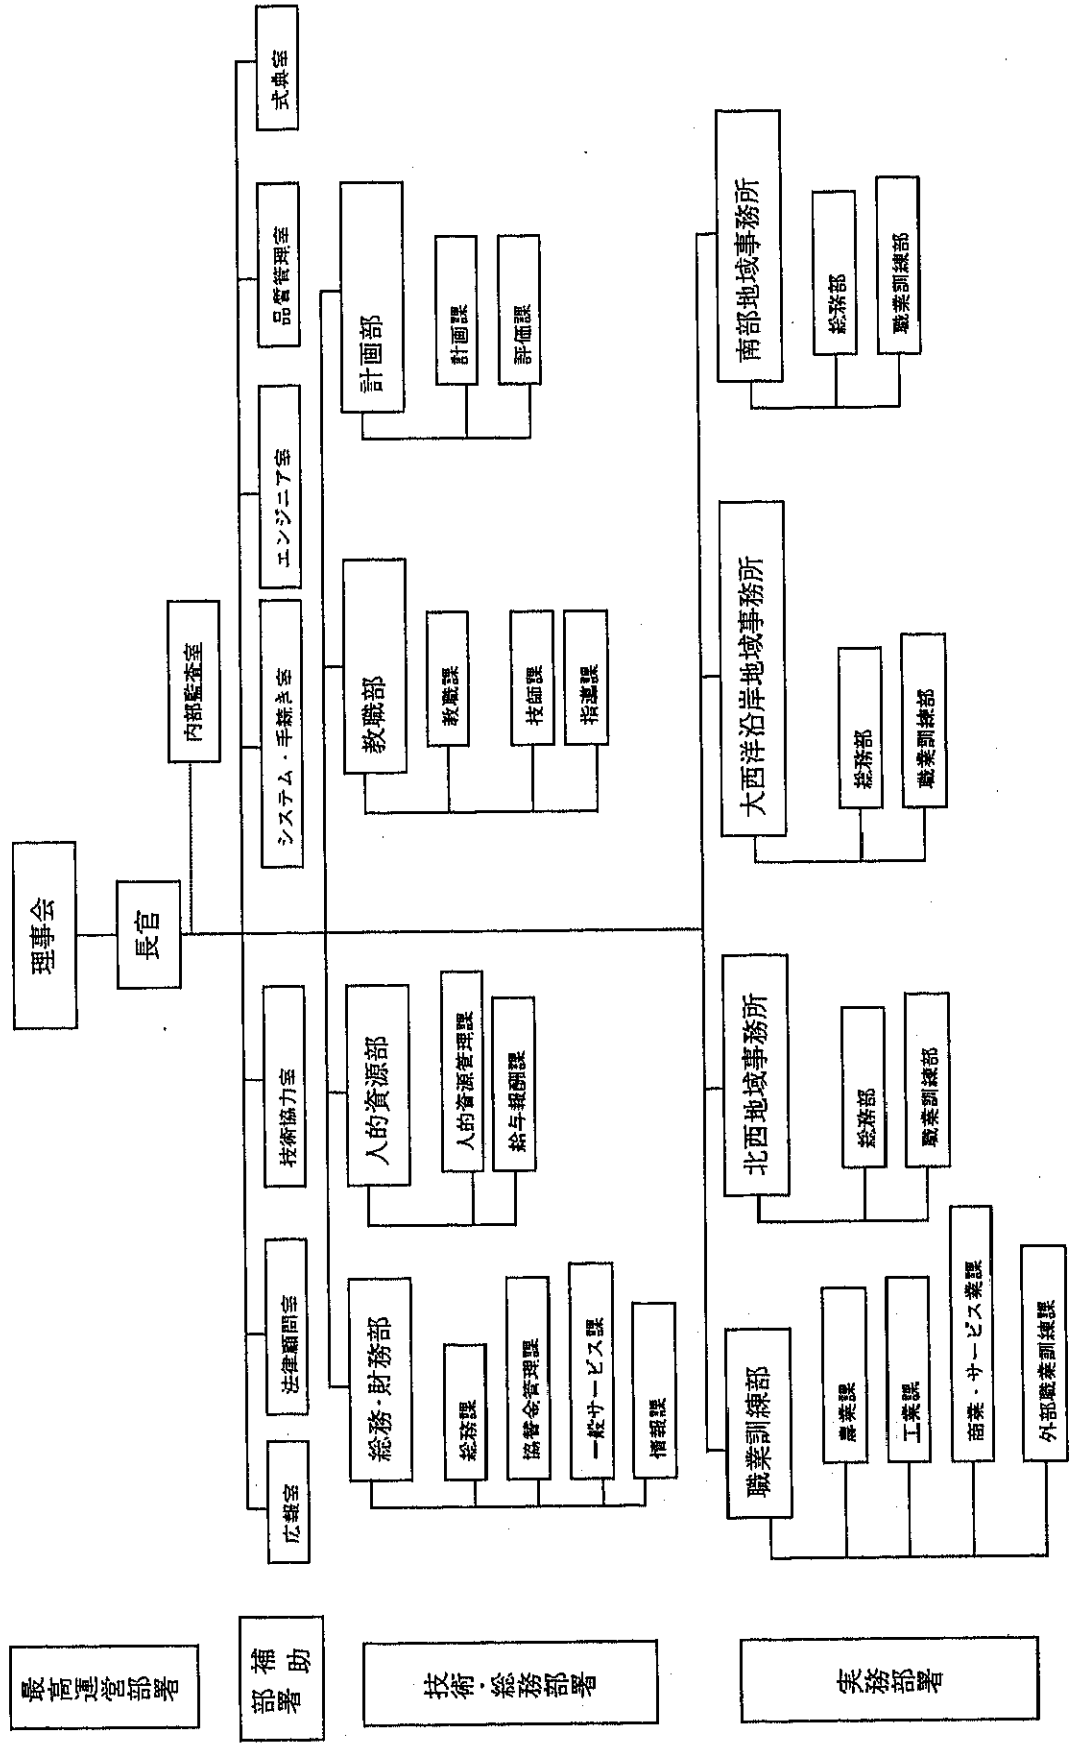 最高運営部署
理事会
長官
内部監査室
補助
部署
広報室
法律顧問室
技術協力室
システム・手続き室
エンジニア室
品質管理室
式典室
技術・総務部署
総務・財務部
総務課
協賛金管理課
一般サービス課
情報課
人的資源部
人的資源管理課
給与報酬課
教職部
教職課
技師課
指導課
計画部
計画課
評価課
実務部署
職業訓練部
農業課
工業課
商業・サービス業課
外部職業訓練課
北西地域事務所
総務部
職業訓練部
大西洋沿岸地域事務所
総務部
職業訓練部
南部地域事務所
総務部
職業訓練部